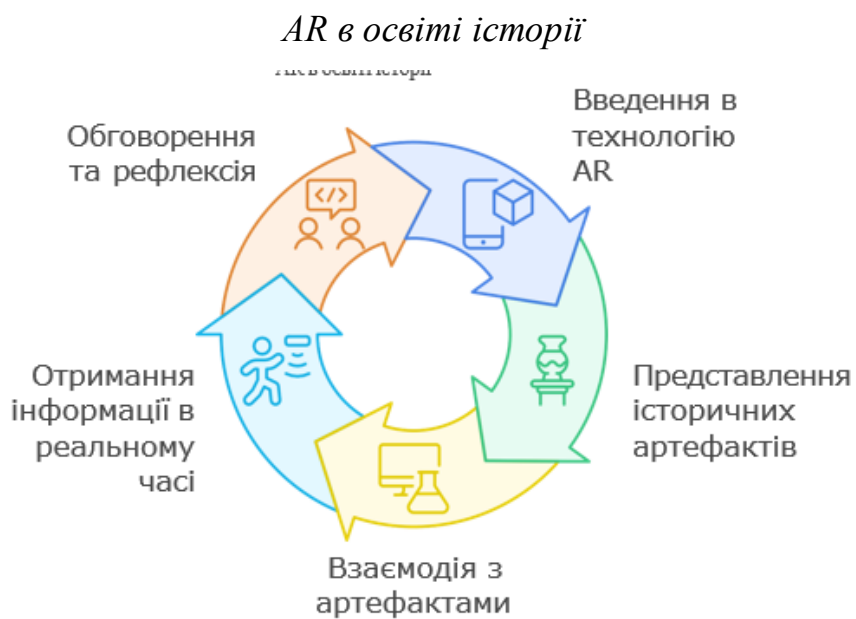 AR в освіті історії
Введення в
технологію
AR
Представлення
історичних
артефактів
Взаємодія з
артефактами
Отримання
інформації в
реальному
часі
Обговорення
та рефлексія